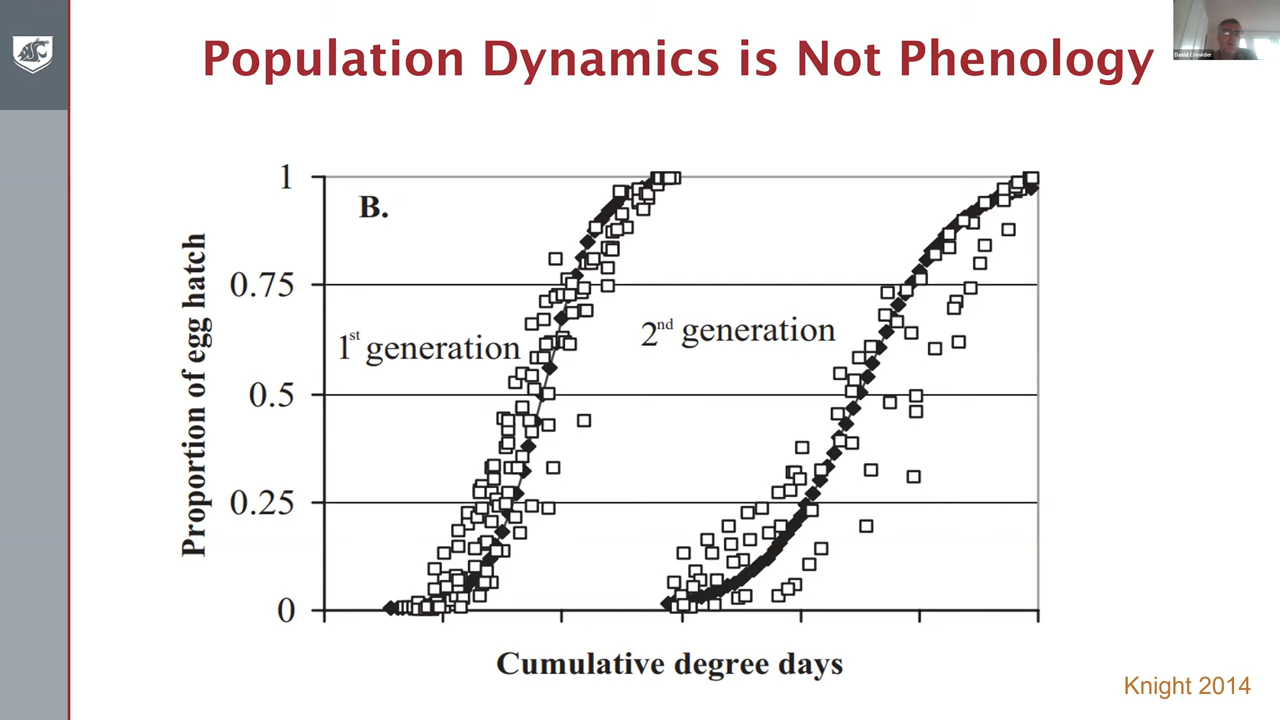 Population Dynamics is Not Phenology
B.
1
0.75
0.5
0.25
0
Proportion of egg hatch
1st generation
2nd generation
Cumulative degree days
Knight 2014